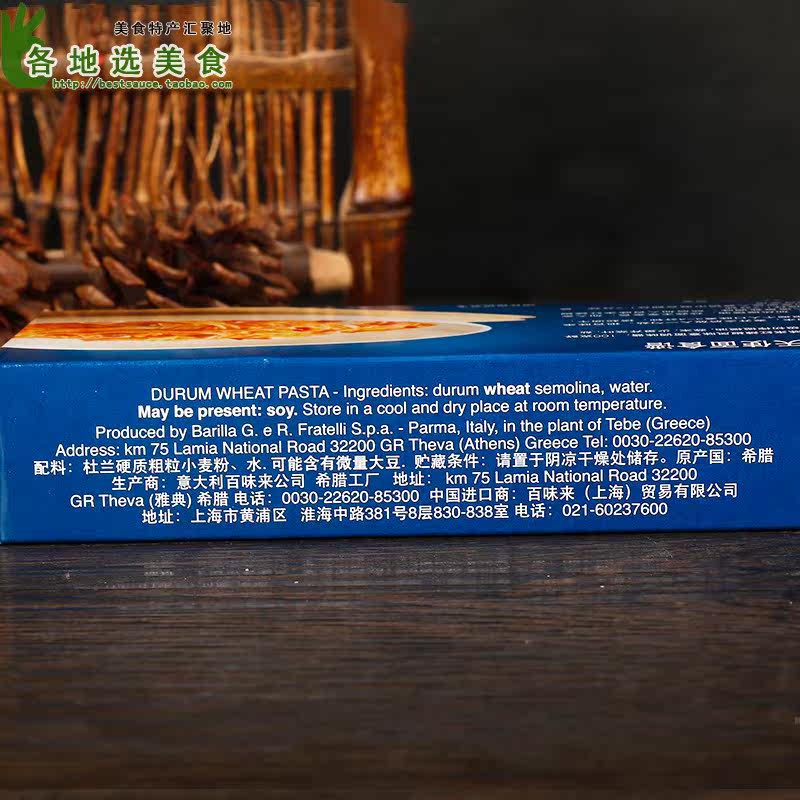 美食特产汇聚地
各地选美食
http://bestsauce.taobao.com
天使面食谱
DURUM WHEAT PASTA - Ingredients: durum wheat semolina, water.
May be present: soy. Store in a cool and dry place at room temperature.
Produced by Barilla G. e R. Fratelli S.p.a. - Parma, Italy, in the plant of Tebe (Greece)
Address: km 75 Lamia National Road 32200 GR Theva (Athens) Greece Tel: 0030-22620-85300
配料：杜兰硬质粗粒小麦粉、水. 可能含有微量大豆. 贮藏条件：请置于阴凉干燥处储存。原产国：希腊
生产商：意大利百味来公司 希腊工厂 地址： km 75 Lamia National Road 32200
GR Theva (雅典) 希腊 电话：0030-22620-85300 中国进口商：百味来（上海）贸易有限公司
地址：上海市黄浦区 淮海中路381号8层830-838室 电话：021-60237600